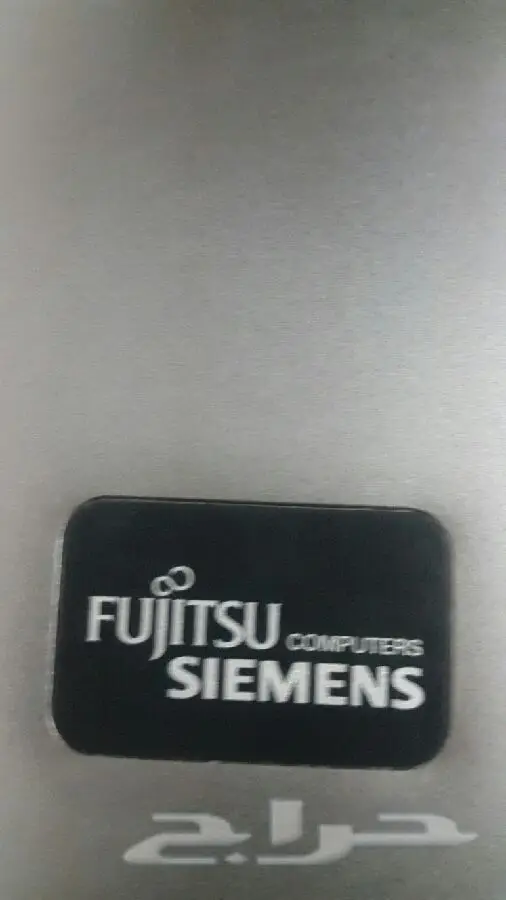 FUJITSU COMPUTERS
SIEMENS
حراج